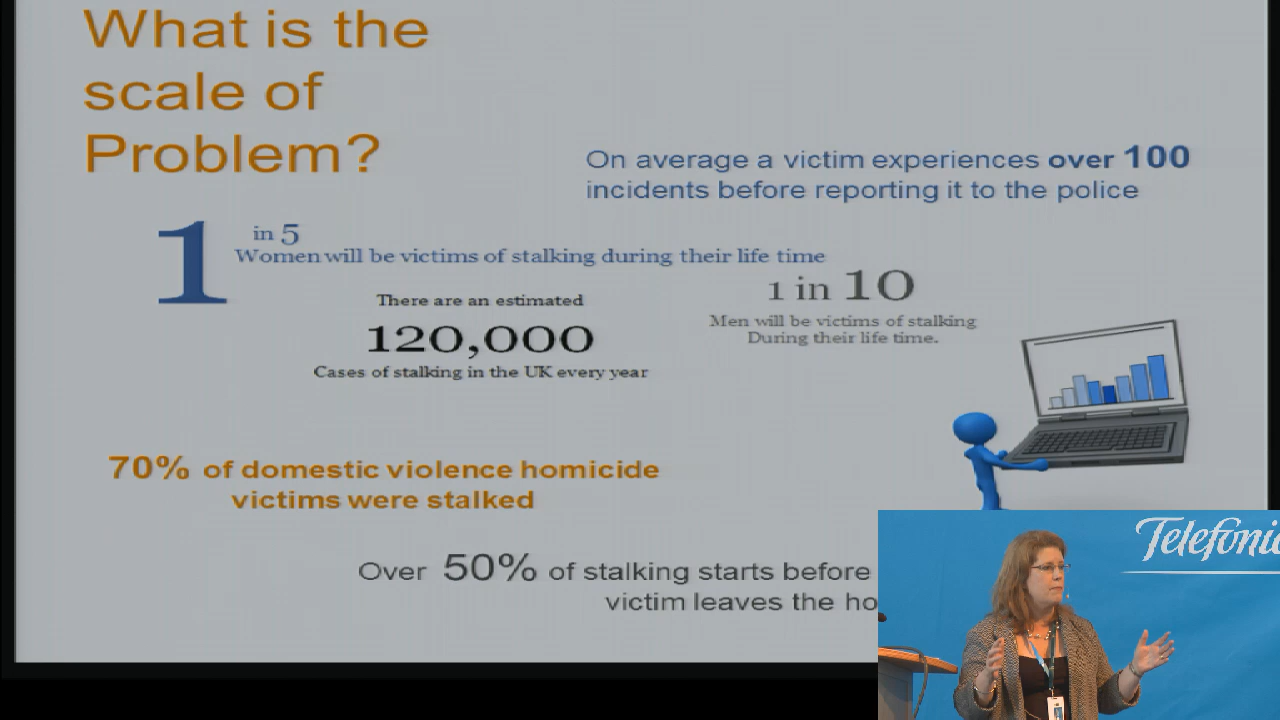 What is the
scale of
Problem?
On average a victim experiences over 100
incidents before reporting it to the police
1 in 5
Women will be victims of stalking during their life time
There are an estimated
120,000
Cases of stalking in the UK every year
1 in 10
Men will be victims of stalking
During their life time.
70% of domestic violence homicide
victims were stalked
Over 50% of stalking starts before
victim leaves the